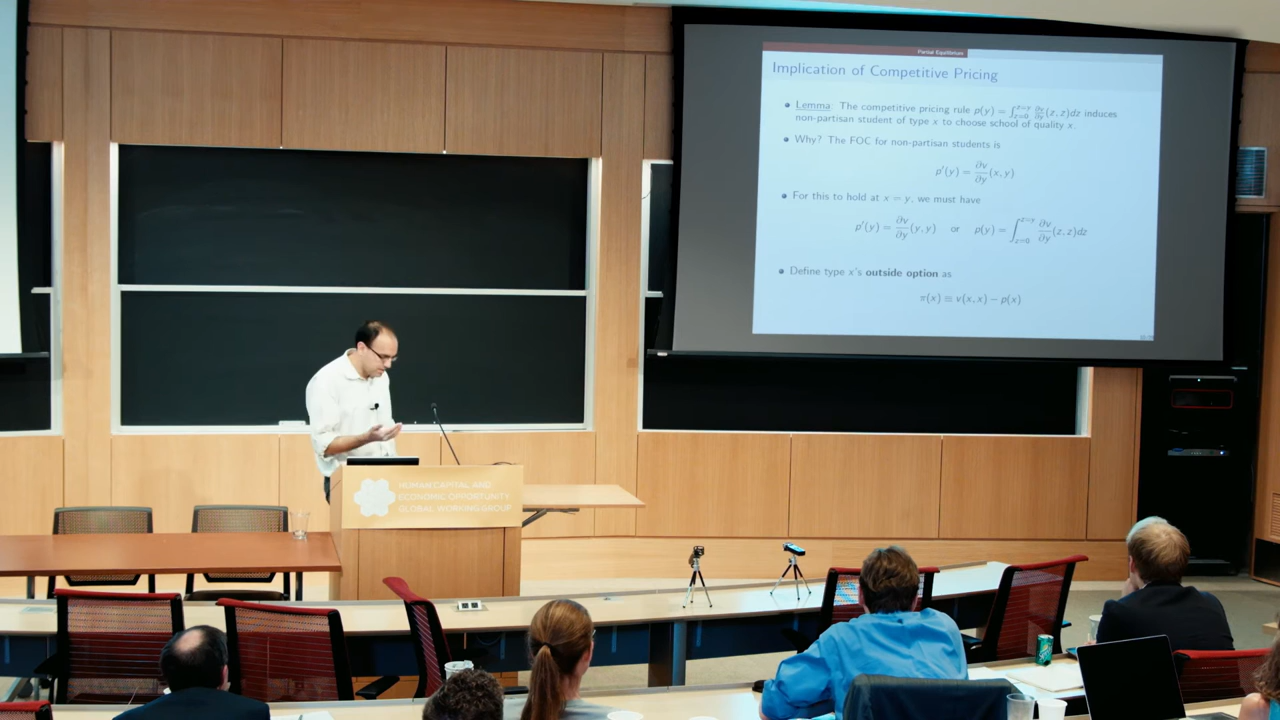 Partial Equilibrium
Implication of Competitive Pricing
Lemma: The competitive pricing rule p(y) = ∫_{z=0}^{z=y} ∂v/∂y (z, z)dz induces
non-partisan student of type x to choose school of quality x.
Why? The FOC for non-partisan students is
p′(y) = ∂v/∂y (x, y)
For this to hold at x = y, we must have
p′(y) = ∂v/∂y (y, y) or p(y) = ∫_{z=0}^{z=y} ∂v/∂y (z, z)dz
Define type x's outside option as
π(x) ≡ v(x, x) − p(x)
HUMAN CAPITAL AND
ECONOMIC OPPORTUNITY
GLOBAL WORKING GROUP